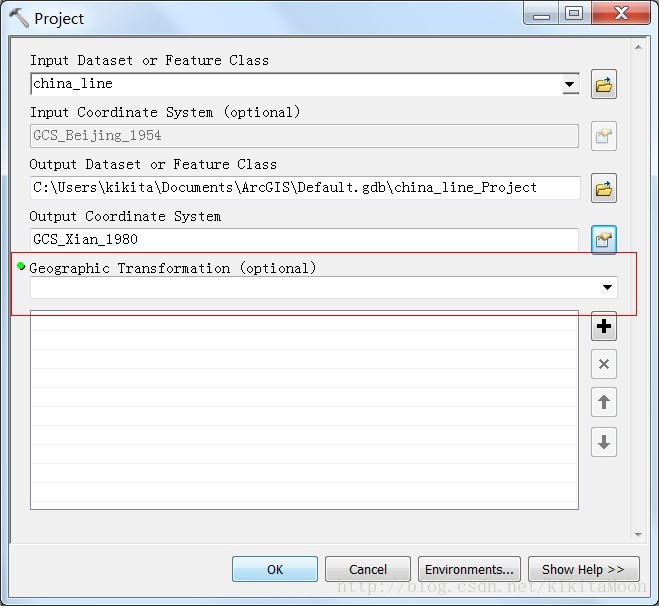 Project
Input Dataset or Feature Class
china_line
Input Coordinate System (optional)
GCS_Beijing_1954
Output Dataset or Feature Class
C:\Users\kikita\Documents\ArcGIS\Default.gdb\china_line_Project
Output Coordinate System
GCS_Xian_1980
Geographic Transformation (optional)
OK Cancel Environments... Show Help >>
http://blog.csdn.net/kikitaMoon